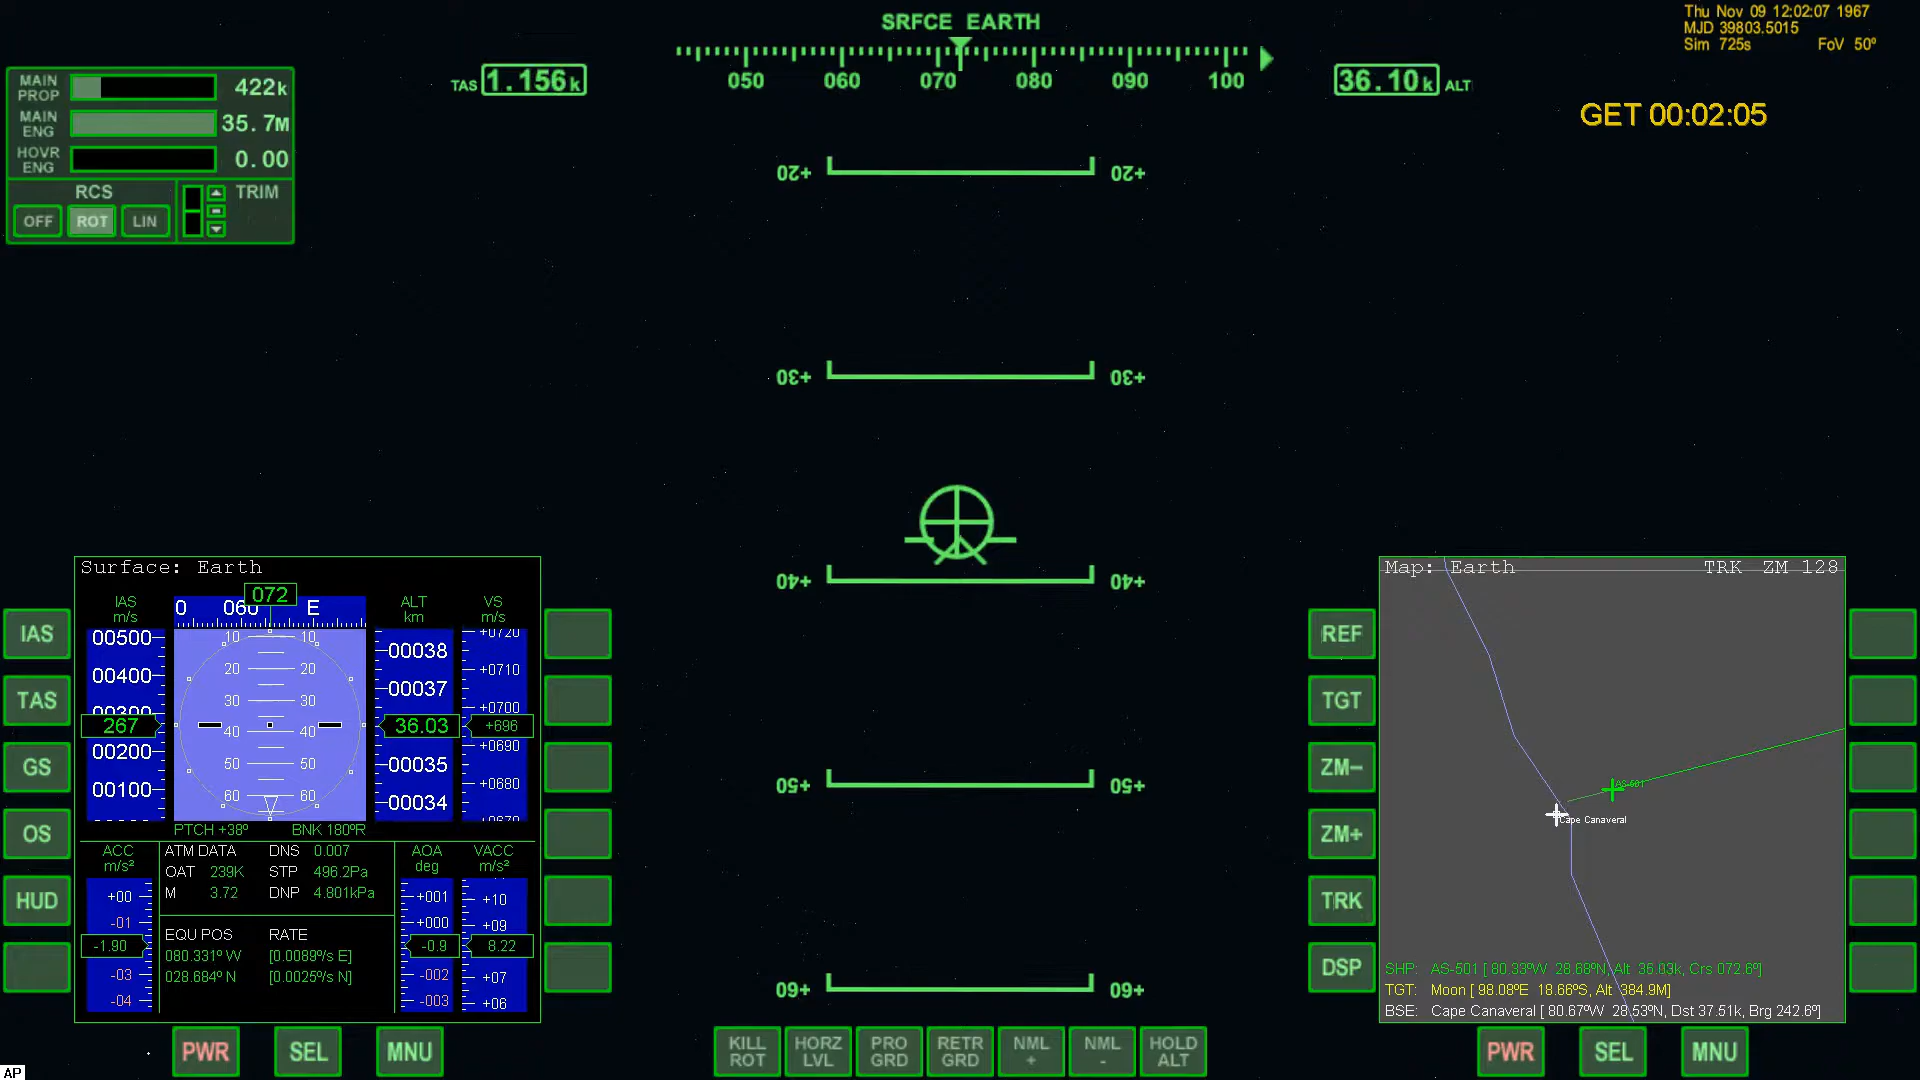 SRFCE EARTH
Thu Nov 09 12:02:07 1967
MJD 39803.5015
Sim 725s FoV 50º
GET 00:02:05
MAIN PROP 422k
MAIN ENG 35.7M
HOVR ENG 0.00
RCS TRIM
OFF ROT LIN
TAS 1.156k
050 060 070 080 090 100
36.10k ALT
+20 +20
+30 +30
+40 +40
+50 +50
+60 +60
Surface: Earth
IAS m/s
0 060 072 E
ALT km
VS m/s
00500
00400
00300
267
00200
00100
10 10
20 20
30 30
40 40
50 50
60 60
00038
00037
36.03
00035
00034
+0720
+0710
+0700
+696
+0690
+0680
+0670
PTCH +38º BNK 180ºR
ACC m/s²
+00
-01
-1.90
-03
-04
ATM DATA DNS 0.007
OAT 239K STP 496.2Pa
M 3.72 DNP 4.801kPa
EQU POS RATE
080.331º W [0.0089º/s E]
028.684º N [0.0025º/s N]
AOA deg
+001
+000
-0.9
-002
-003
VACC m/s²
+10
+09
8.22
+07
+06
IAS
TAS
GS
OS
HUD
PWR SEL MNU
KILL ROT
HORZ LVL
PRO GRD
RETR GRD
NML +
NML -
HOLD ALT
Map: Earth TRK ZM 128
AS-501
Cape Canaveral
SHP: AS-501 [ 80.33ºW 28.68ºN, Alt 36.03k, Crs 072.6º]
TGT: Moon [ 98.08ºE 18.66ºS, Alt 384.9M]
BSE: Cape Canaveral [ 80.67ºW 28.53ºN, Dst 37.51k, Brg 242.6º]
REF
TGT
ZM-
ZM+
TRK
DSP
PWR SEL MNU
AP